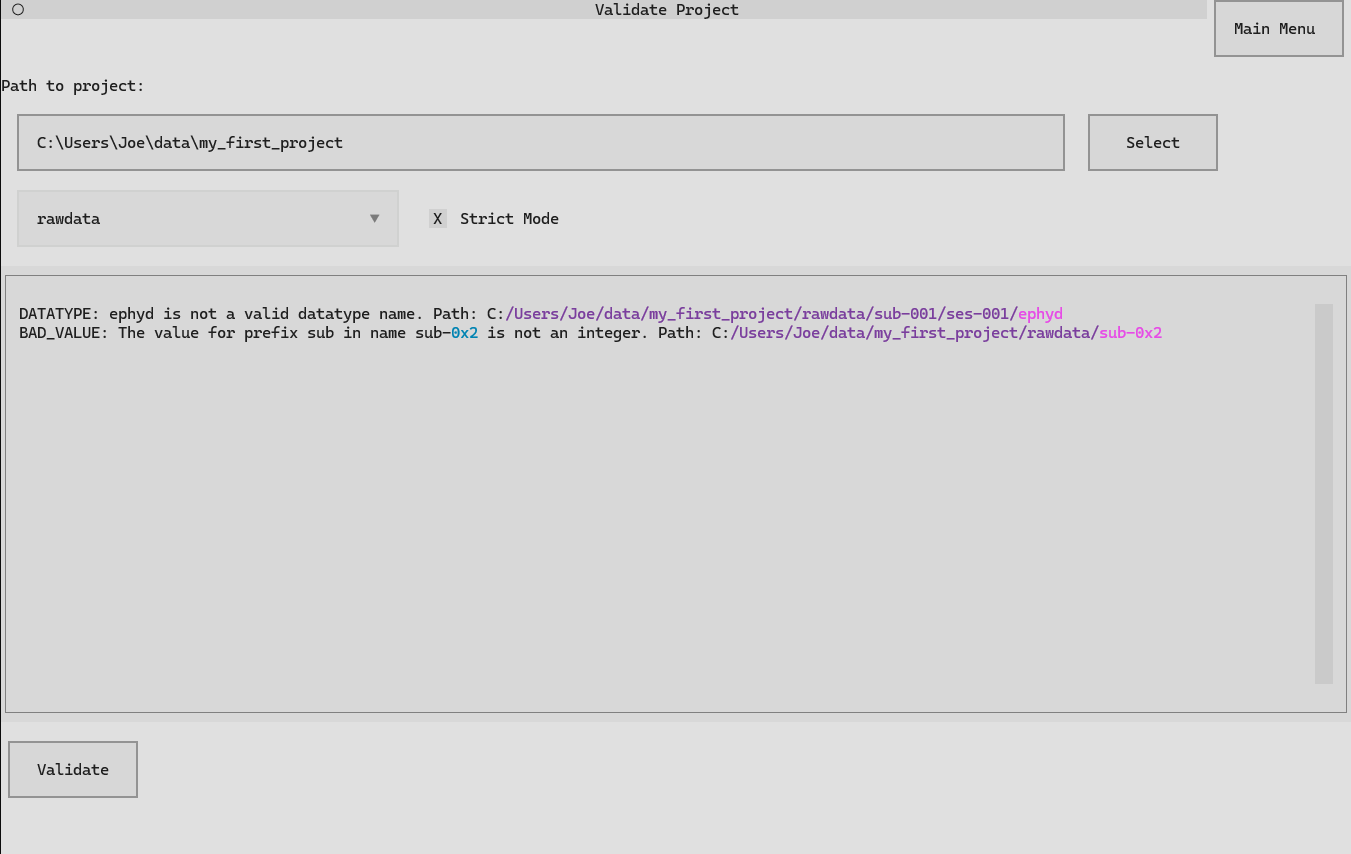 Validate Project
Main Menu
Path to project:
C:\Users\Joe\data\my_first_project
Select
rawdata
X Strict Mode
DATATYPE: ephyd is not a valid datatype name. Path: C:/Users/Joe/data/my_first_project/rawdata/sub-001/ses-001/ephyd
BAD_VALUE: The value for prefix sub in name sub-0x2 is not an integer. Path: C:/Users/Joe/data/my_first_project/rawdata/sub-0x2
Validate